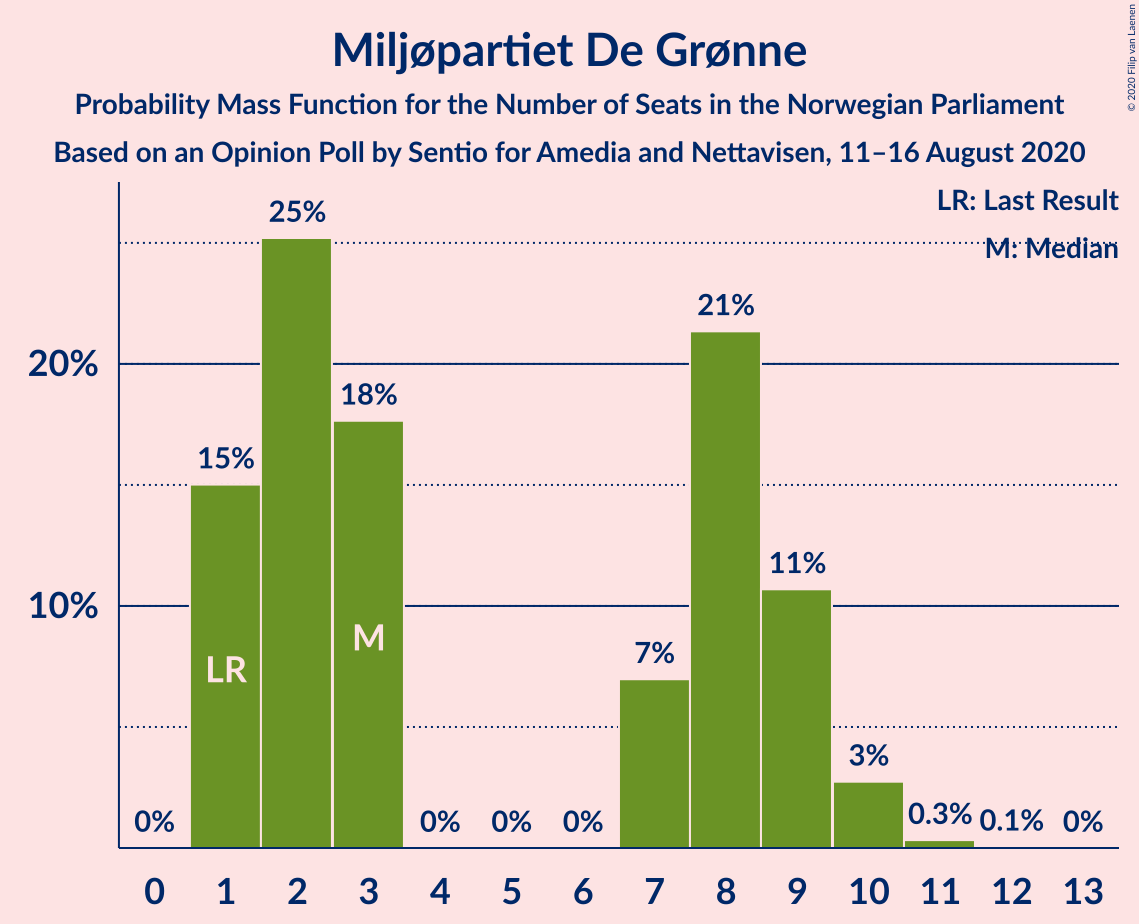 Miljøpartiet De Grønne
Probability Mass Function for the Number of Seats in the Norwegian Parliament
Based on an Opinion Poll by Sentio for Amedia and Nettavisen, 11–16 August 2020
© 2020 Filip van Laenen
LR: Last Result
M: Median
20%
10%
0%
15%
25%
18%
0%
0%
0%
7%
21%
11%
3%
0.3%
0.1%
0%
LR
M
0 1 2 3 4 5 6 7 8 9 10 11 12 13